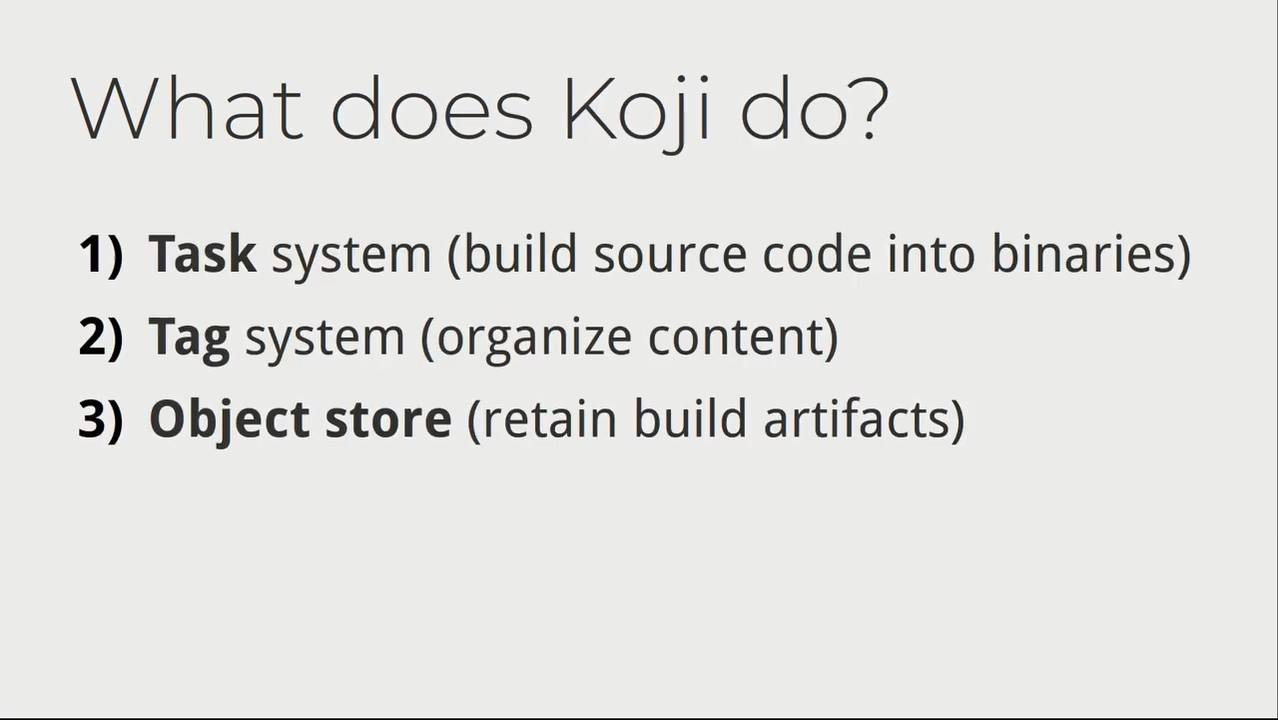 What does Koji do?
1) Task system (build source code into binaries)
2) Tag system (organize content)
3) Object store (retain build artifacts)